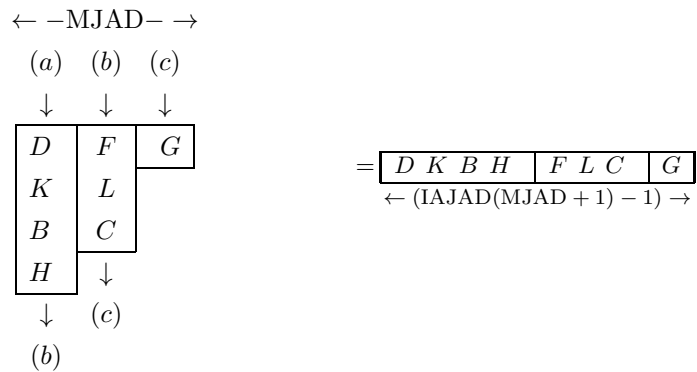 ← −MJAD− →
(a) (b) (c)
↓ ↓ ↓
D F G
K L
B C
H ↓
↓ (c)
(b)
= D K B H F L C G
← (IAJAD(MJAD + 1) − 1) →